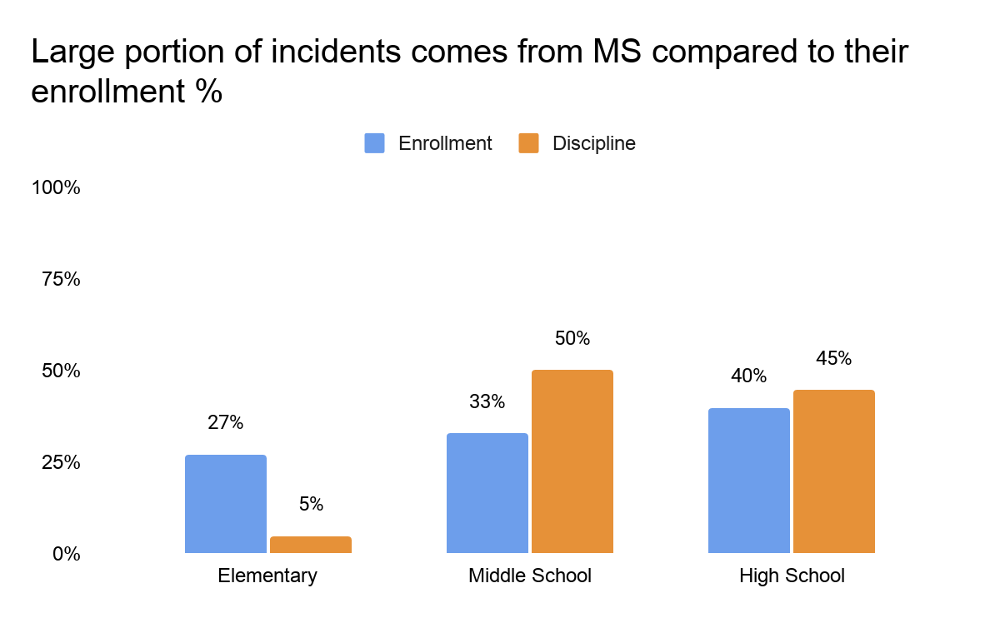 Large portion of incidents comes from MS compared to their
enrollment %
Enrollment Discipline
100%
75%
50%
25%
0%
27%
5%
33%
50%
40%
45%
Elementary Middle School High School